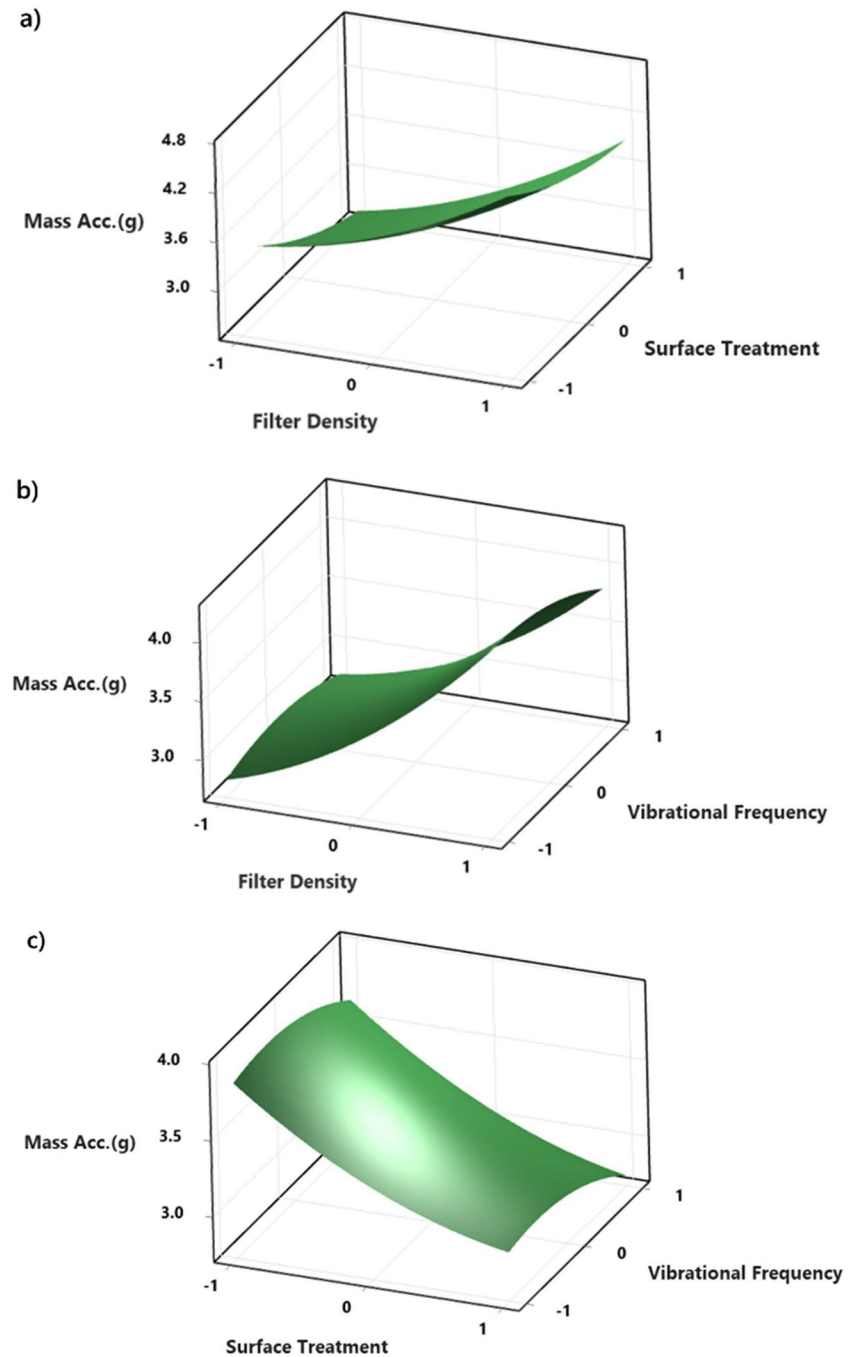 a)
4.8
4.2
Mass Acc.(g)
3.6
3.0
-1
0
1
Filter Density
-1
0
1
Surface Treatment
b)
4.0
Mass Acc.(g)
3.5
3.0
-1
0
1
Filter Density
-1
0
1
Vibrational Frequency
c)
4.0
Mass Acc.(g)
3.5
3.0
-1
0
1
Surface Treatment
-1
0
1
Vibrational Frequency